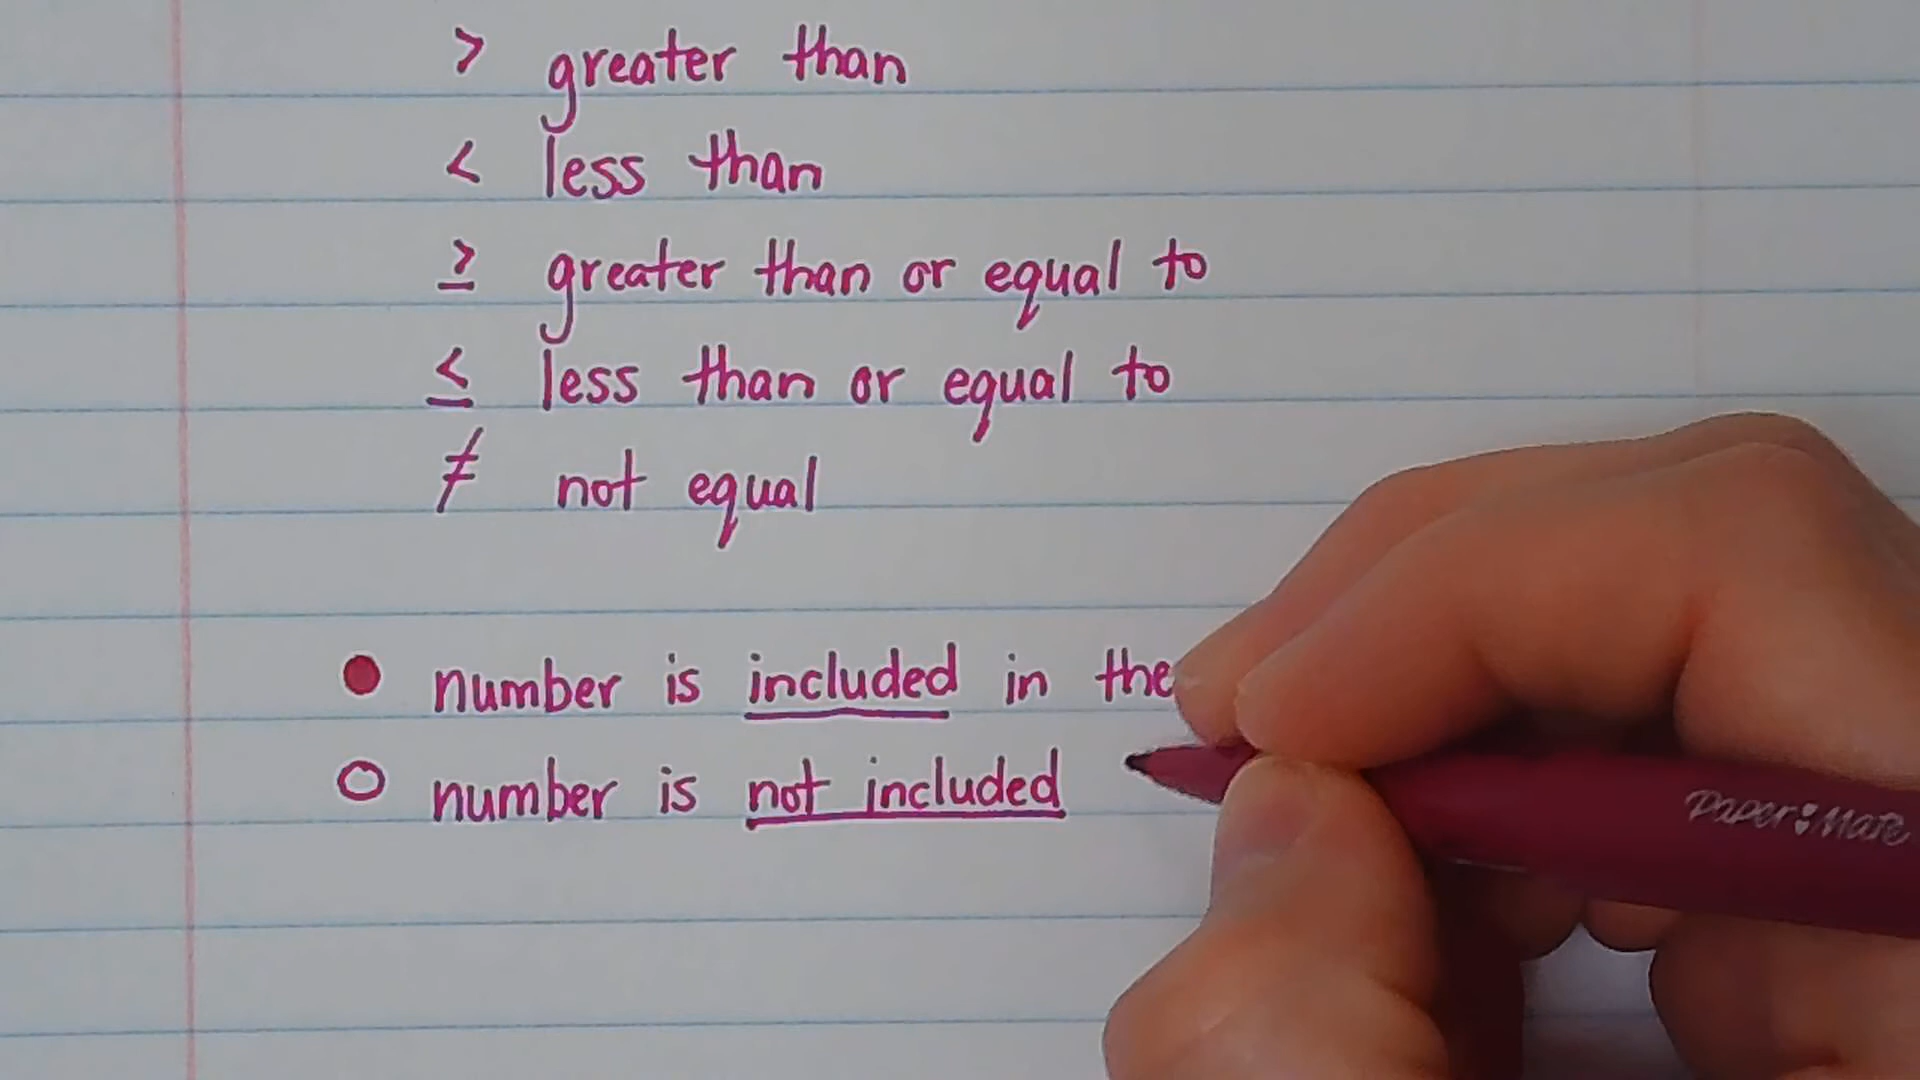 > greater than
< less than
≥ greater than or equal to
≤ less than or equal to
≠ not equal
● number is included in the
○ number is not included
Paper Mate